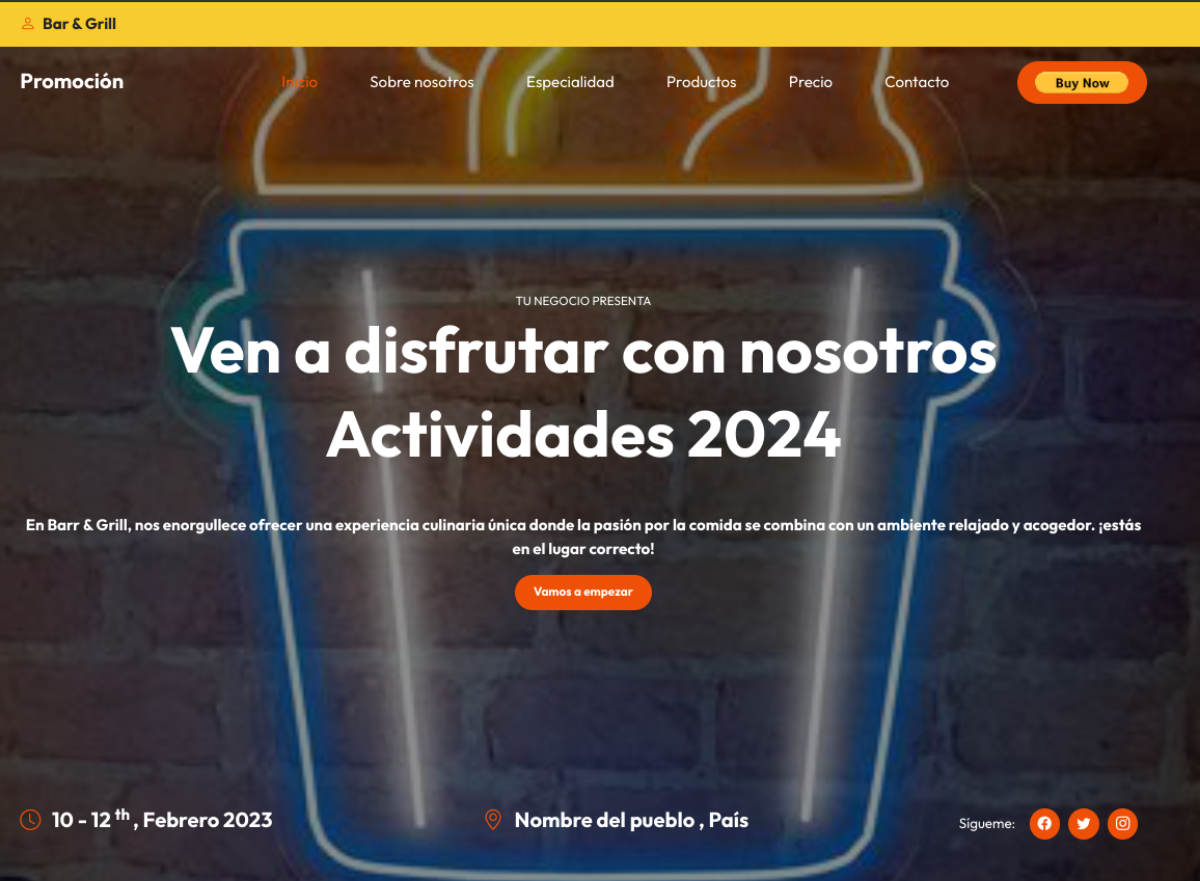 Bar & Grill
Promoción
Inicio
Sobre nosotros
Especialidad
Productos
Precio
Contacto
Buy Now
TU NEGOCIO PRESENTA
Ven a disfrutar con nosotros
Actividades 2024
En Barr & Grill, nos enorgullece ofrecer una experiencia culinaria única donde la pasión por la comida se combina con un ambiente relajado y acogedor. ¡estás
en el lugar correcto!
Vamos a empezar
10 - 12 th , Febrero 2023
Nombre del pueblo , País
Sígueme: